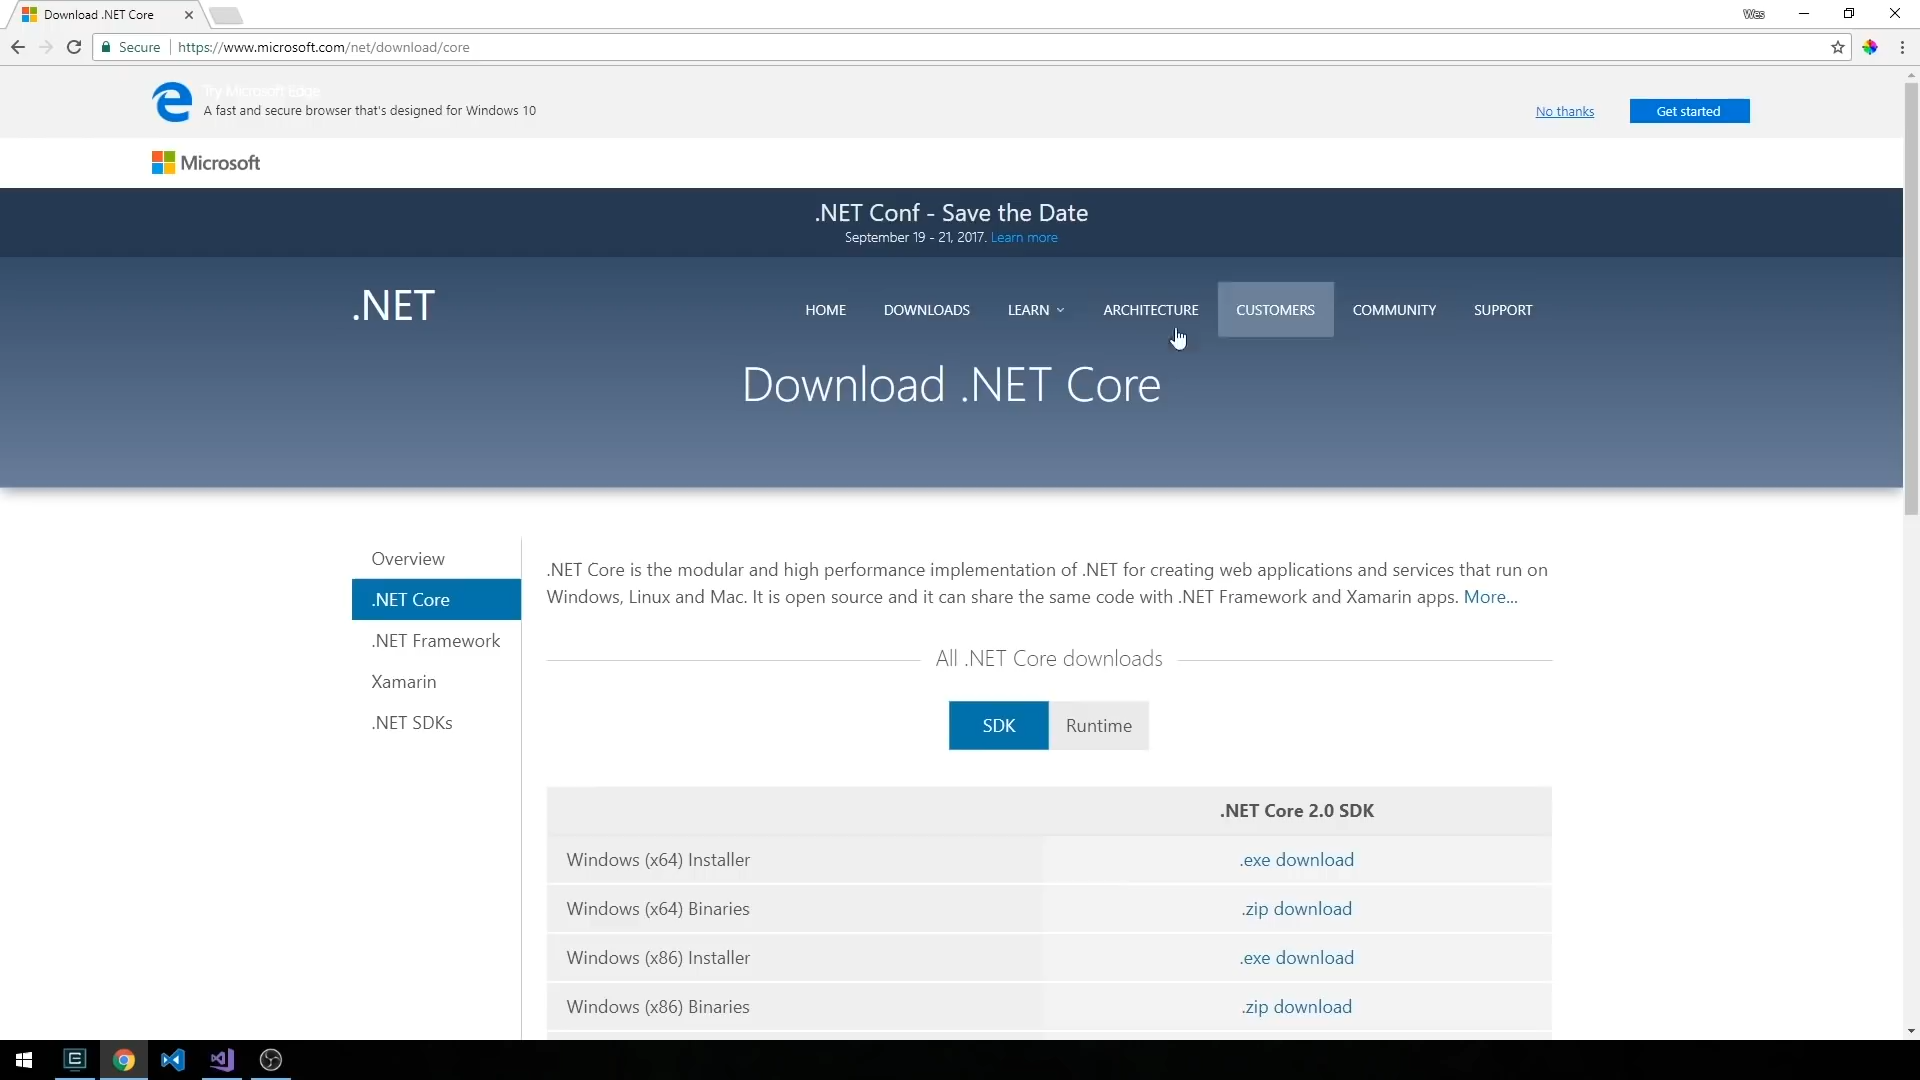 Download .NET Core
Wes
Secure
https://www.microsoft.com/net/download/core
Try Microsoft Edge
A fast and secure browser that's designed for Windows 10
No thanks
Get started
Microsoft
.NET Conf - Save the Date
September 19 - 21, 2017. Learn more
.NET
HOME DOWNLOADS LEARN ARCHITECTURE CUSTOMERS COMMUNITY SUPPORT
Download .NET Core
Overview
.NET Core
.NET Framework
Xamarin
.NET SDKs
.NET Core is the modular and high performance implementation of .NET for creating web applications and services that run on
Windows, Linux and Mac. It is open source and it can share the same code with .NET Framework and Xamarin apps. More...
All .NET Core downloads
SDK Runtime
.NET Core 2.0 SDK
Windows (x64) Installer .exe download
Windows (x64) Binaries .zip download
Windows (x86) Installer .exe download
Windows (x86) Binaries .zip download